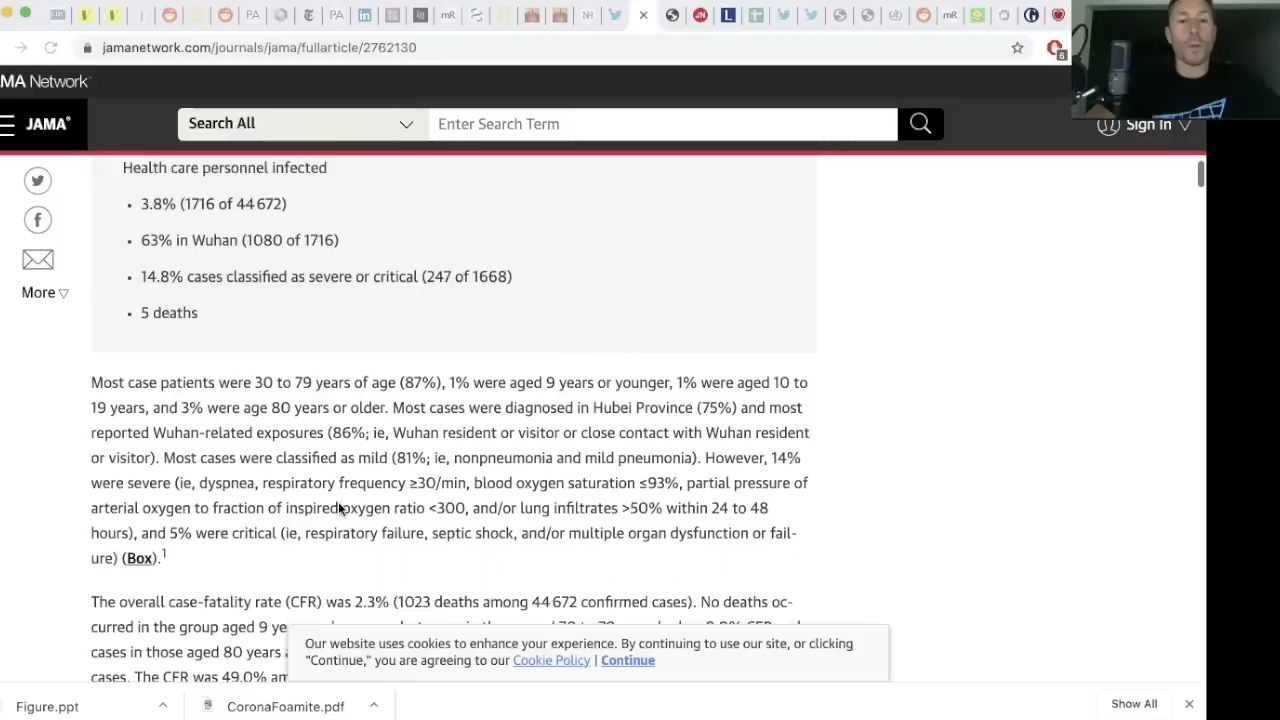 PA
PA
mR
NH
JN
L
mR
jamanetwork.com/journals/jama/fullarticle/2762130
6
MA Network
JAMA®
Search All
Enter Search Term
Sign In
Health care personnel infected
• 3.8% (1716 of 44 672)
• 63% in Wuhan (1080 of 1716)
• 14.8% cases classified as severe or critical (247 of 1668)
• 5 deaths
More
Most case patients were 30 to 79 years of age (87%), 1% were aged 9 years or younger, 1% were aged 10 to
19 years, and 3% were age 80 years or older. Most cases were diagnosed in Hubei Province (75%) and most
reported Wuhan-related exposures (86%; ie, Wuhan resident or visitor or close contact with Wuhan resident
or visitor). Most cases were classified as mild (81%; ie, nonpneumonia and mild pneumonia). However, 14%
were severe (ie, dyspnea, respiratory frequency ≥30/min, blood oxygen saturation ≤93%, partial pressure of
arterial oxygen to fraction of inspired oxygen ratio <300, and/or lung infiltrates >50% within 24 to 48
hours), and 5% were critical (ie, respiratory failure, septic shock, and/or multiple organ dysfunction or fail-
ure) (Box).1
The overall case-fatality rate (CFR) was 2.3% (1023 deaths among 44 672 confirmed cases). No deaths oc-
curred in the group aged 9 ye
cases in those aged 80 years
cases. The CFR was 49.0% am
Our website uses cookies to enhance your experience. By continuing to use our site, or clicking
"Continue," you are agreeing to our Cookie Policy | Continue
Figure.ppt
CoronaFoamite.pdf
Show All